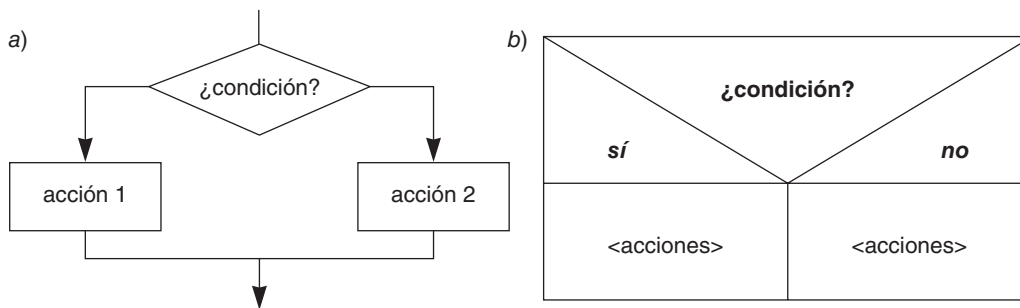 a)
¿condición?
acción 1
acción 2
b)
¿condición?
sí
no
<acciones>
<acciones>